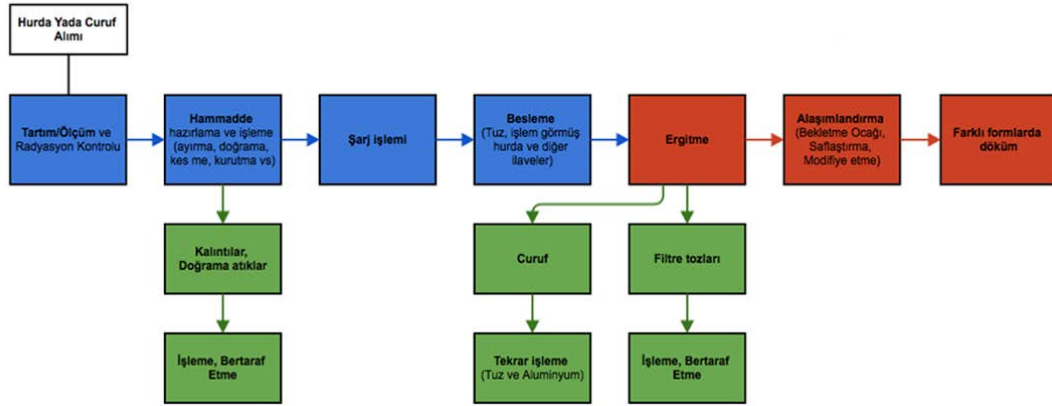 Hurda Yada Curuf
Alımı
Tartım/Ölçüm ve
Radyasyon Kontrolu
Hammadde
hazırlama ve işleme
(ayırma, doğrama,
kes me, kurutma vs)
Şarj işlemi
Besleme
(Tuz, işlem görmüş
hurda ve diğer
ilaveler)
Ergitme
Alaşımlandırma
(Bekletme Ocağı,
Saflaştırma,
Modifiye etme)
Farklı formlarda
döküm
Kalıntılar,
Doğrama atıklar
Curuf
Filtre tozları
İşleme, Bertaraf
Etme
Tekrar işleme
(Tuz ve Aluminyum)
İşleme, Bertaraf
Etme